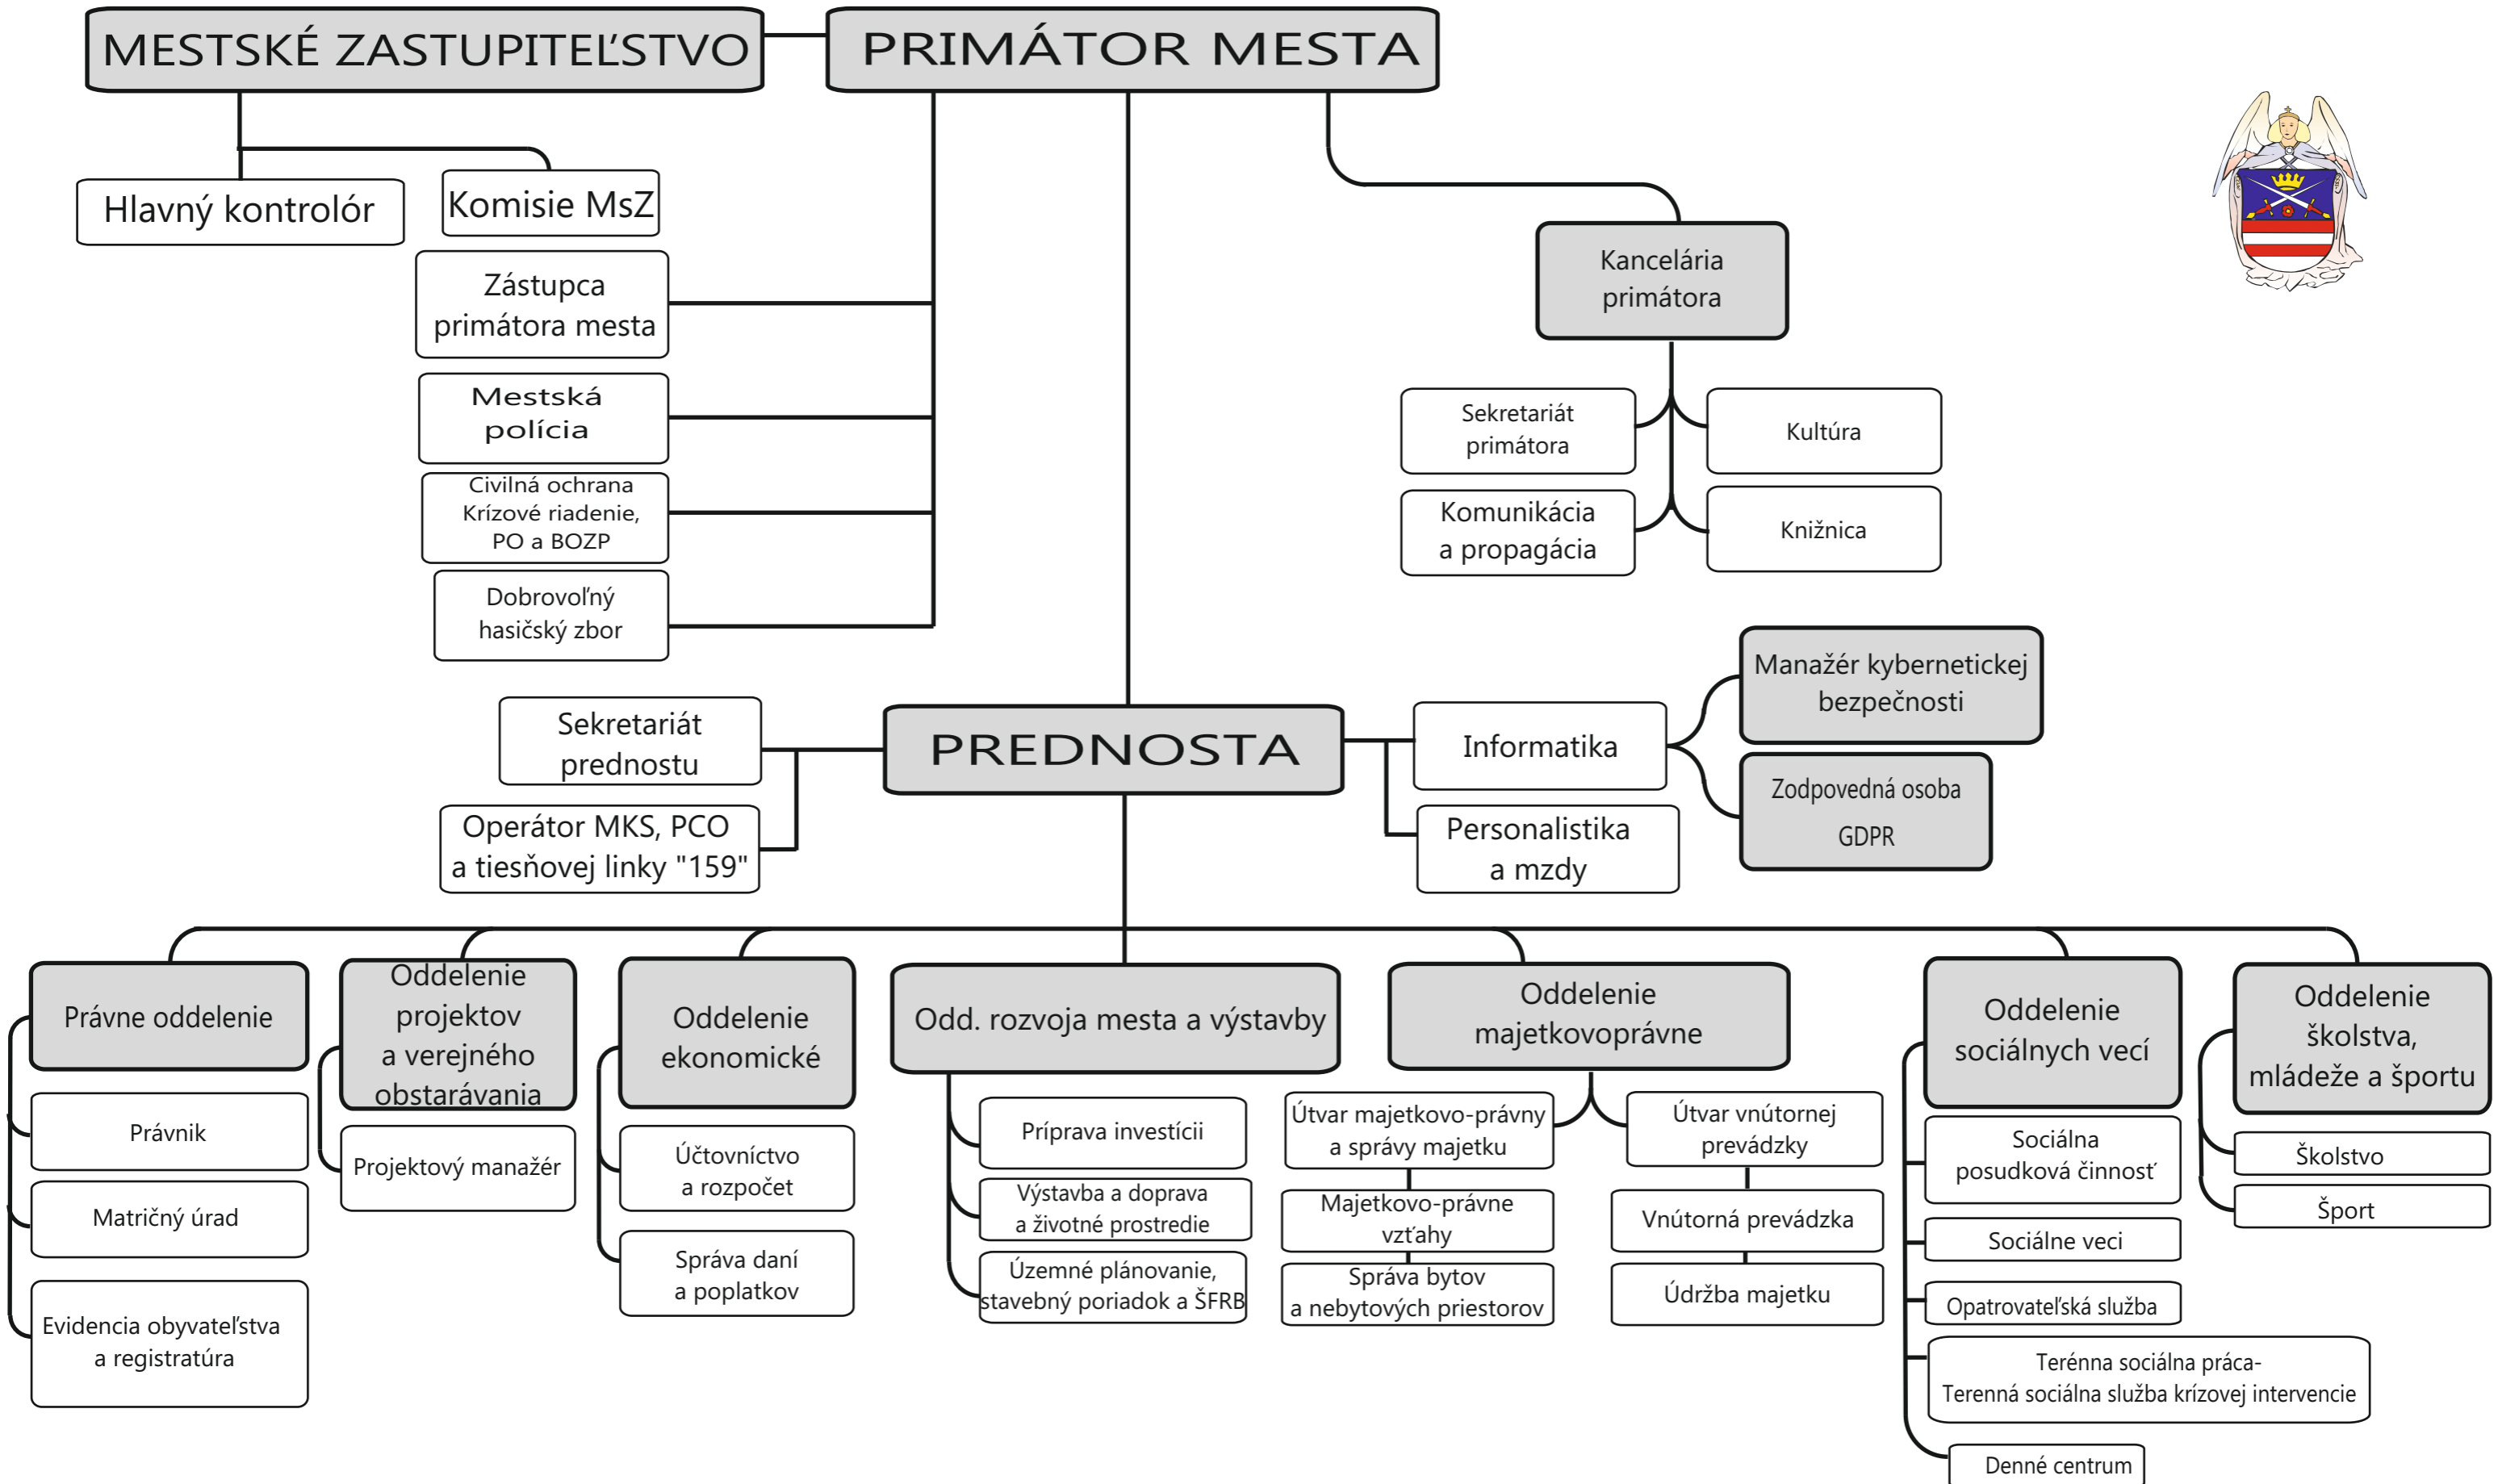 MESTSKÉ ZASTUPITEĽSTVO
PRIMÁTOR MESTA
Hlavný kontrolór
Komisie MsZ
Zástupca
primátora mesta
Mestská
polícia
Civilná ochrana
Krízové riadenie,
PO a BOZP
Dobrovoľný
hasičský zbor
Kancelária
primátora
Sekretariát
primátora
Kultúra
Komunikácia
a propagácia
Knižnica
Sekretariát
prednostu
Operátor MKS, PCO
a tiesňovej linky "159"
PREDNOSTA
Informatika
Personalistika
a mzdy
Manažér kybernetickej
bezpečnosti
Zodpovedná osoba
GDPR
Právne oddelenie
Právnik
Matričný úrad
Evidencia obyvateľstva
a registratúra
Oddelenie
projektov
a verejného
obstarávania
Projektový manažér
Oddelenie
ekonomické
Účtovníctvo
a rozpočet
Správa daní
a poplatkov
Odd. rozvoja mesta a výstavby
Príprava investícii
Výstavba a doprava
a životné prostredie
Územné plánovanie,
stavebný poriadok a ŠFRB
Oddelenie
majetkovoprávne
Útvar majetkovo-právny
a správy majetku
Majetkovo-právne
vzťahy
Správa bytov
a nebytových priestorov
Útvar vnútornej
prevádzky
Vnútorná prevádzka
Údržba majetku
Oddelenie
sociálnych vecí
Sociálna
posudková činnosť
Sociálne veci
Opatrovateľská služba
Terénna sociálna práca-
Terenná sociálna služba krízovej intervencie
Denné centrum
Oddelenie
školstva,
mládeže a športu
Školstvo
Šport